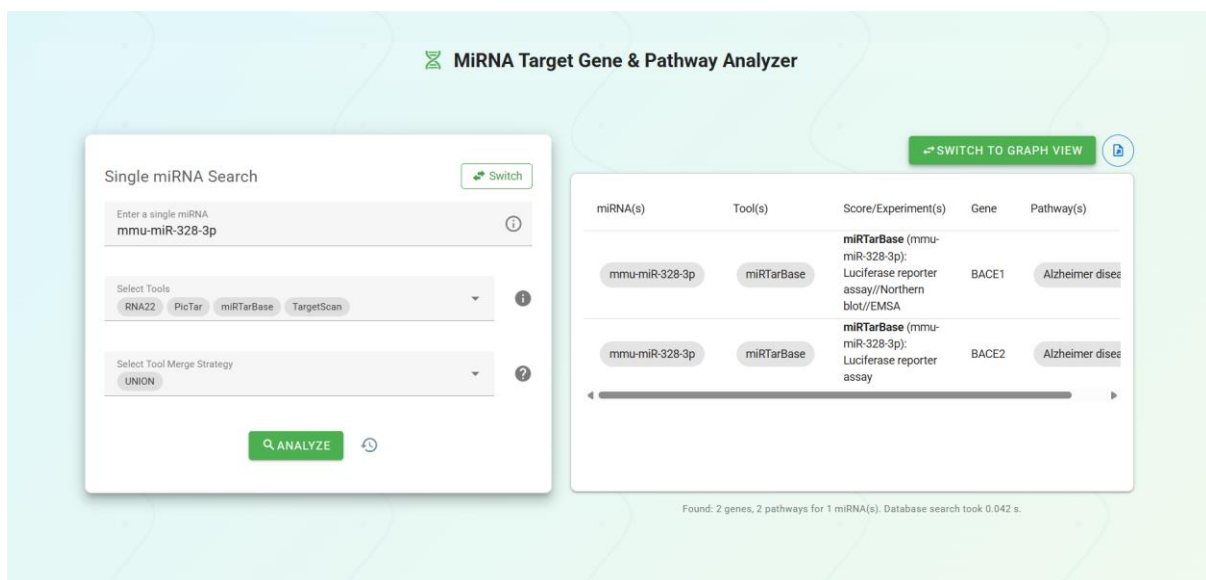 MiRNA Target Gene & Pathway Analyzer
Single miRNA Search
Switch
Enter a single miRNA
mmu-miR-328-3p
Select Tools
RNA22 PicTar miRTarBase TargetScan
Select Tool Merge Strategy
UNION
ANALYZE
SWITCH TO GRAPH VIEW
miRNA(s) Tool(s) Score/Experiment(s) Gene Pathway(s)
mmu-miR-328-3p miRTarBase
miRTarBase (mmu-
miR-328-3p):
Luciferase reporter
assay//Northern
blot//EMSA
BACE1 Alzheimer disea
mmu-miR-328-3p miRTarBase
miRTarBase (mmu-
miR-328-3p):
Luciferase reporter
assay
BACE2 Alzheimer disea
Found: 2 genes, 2 pathways for 1 miRNA(s). Database search took 0.042 s.